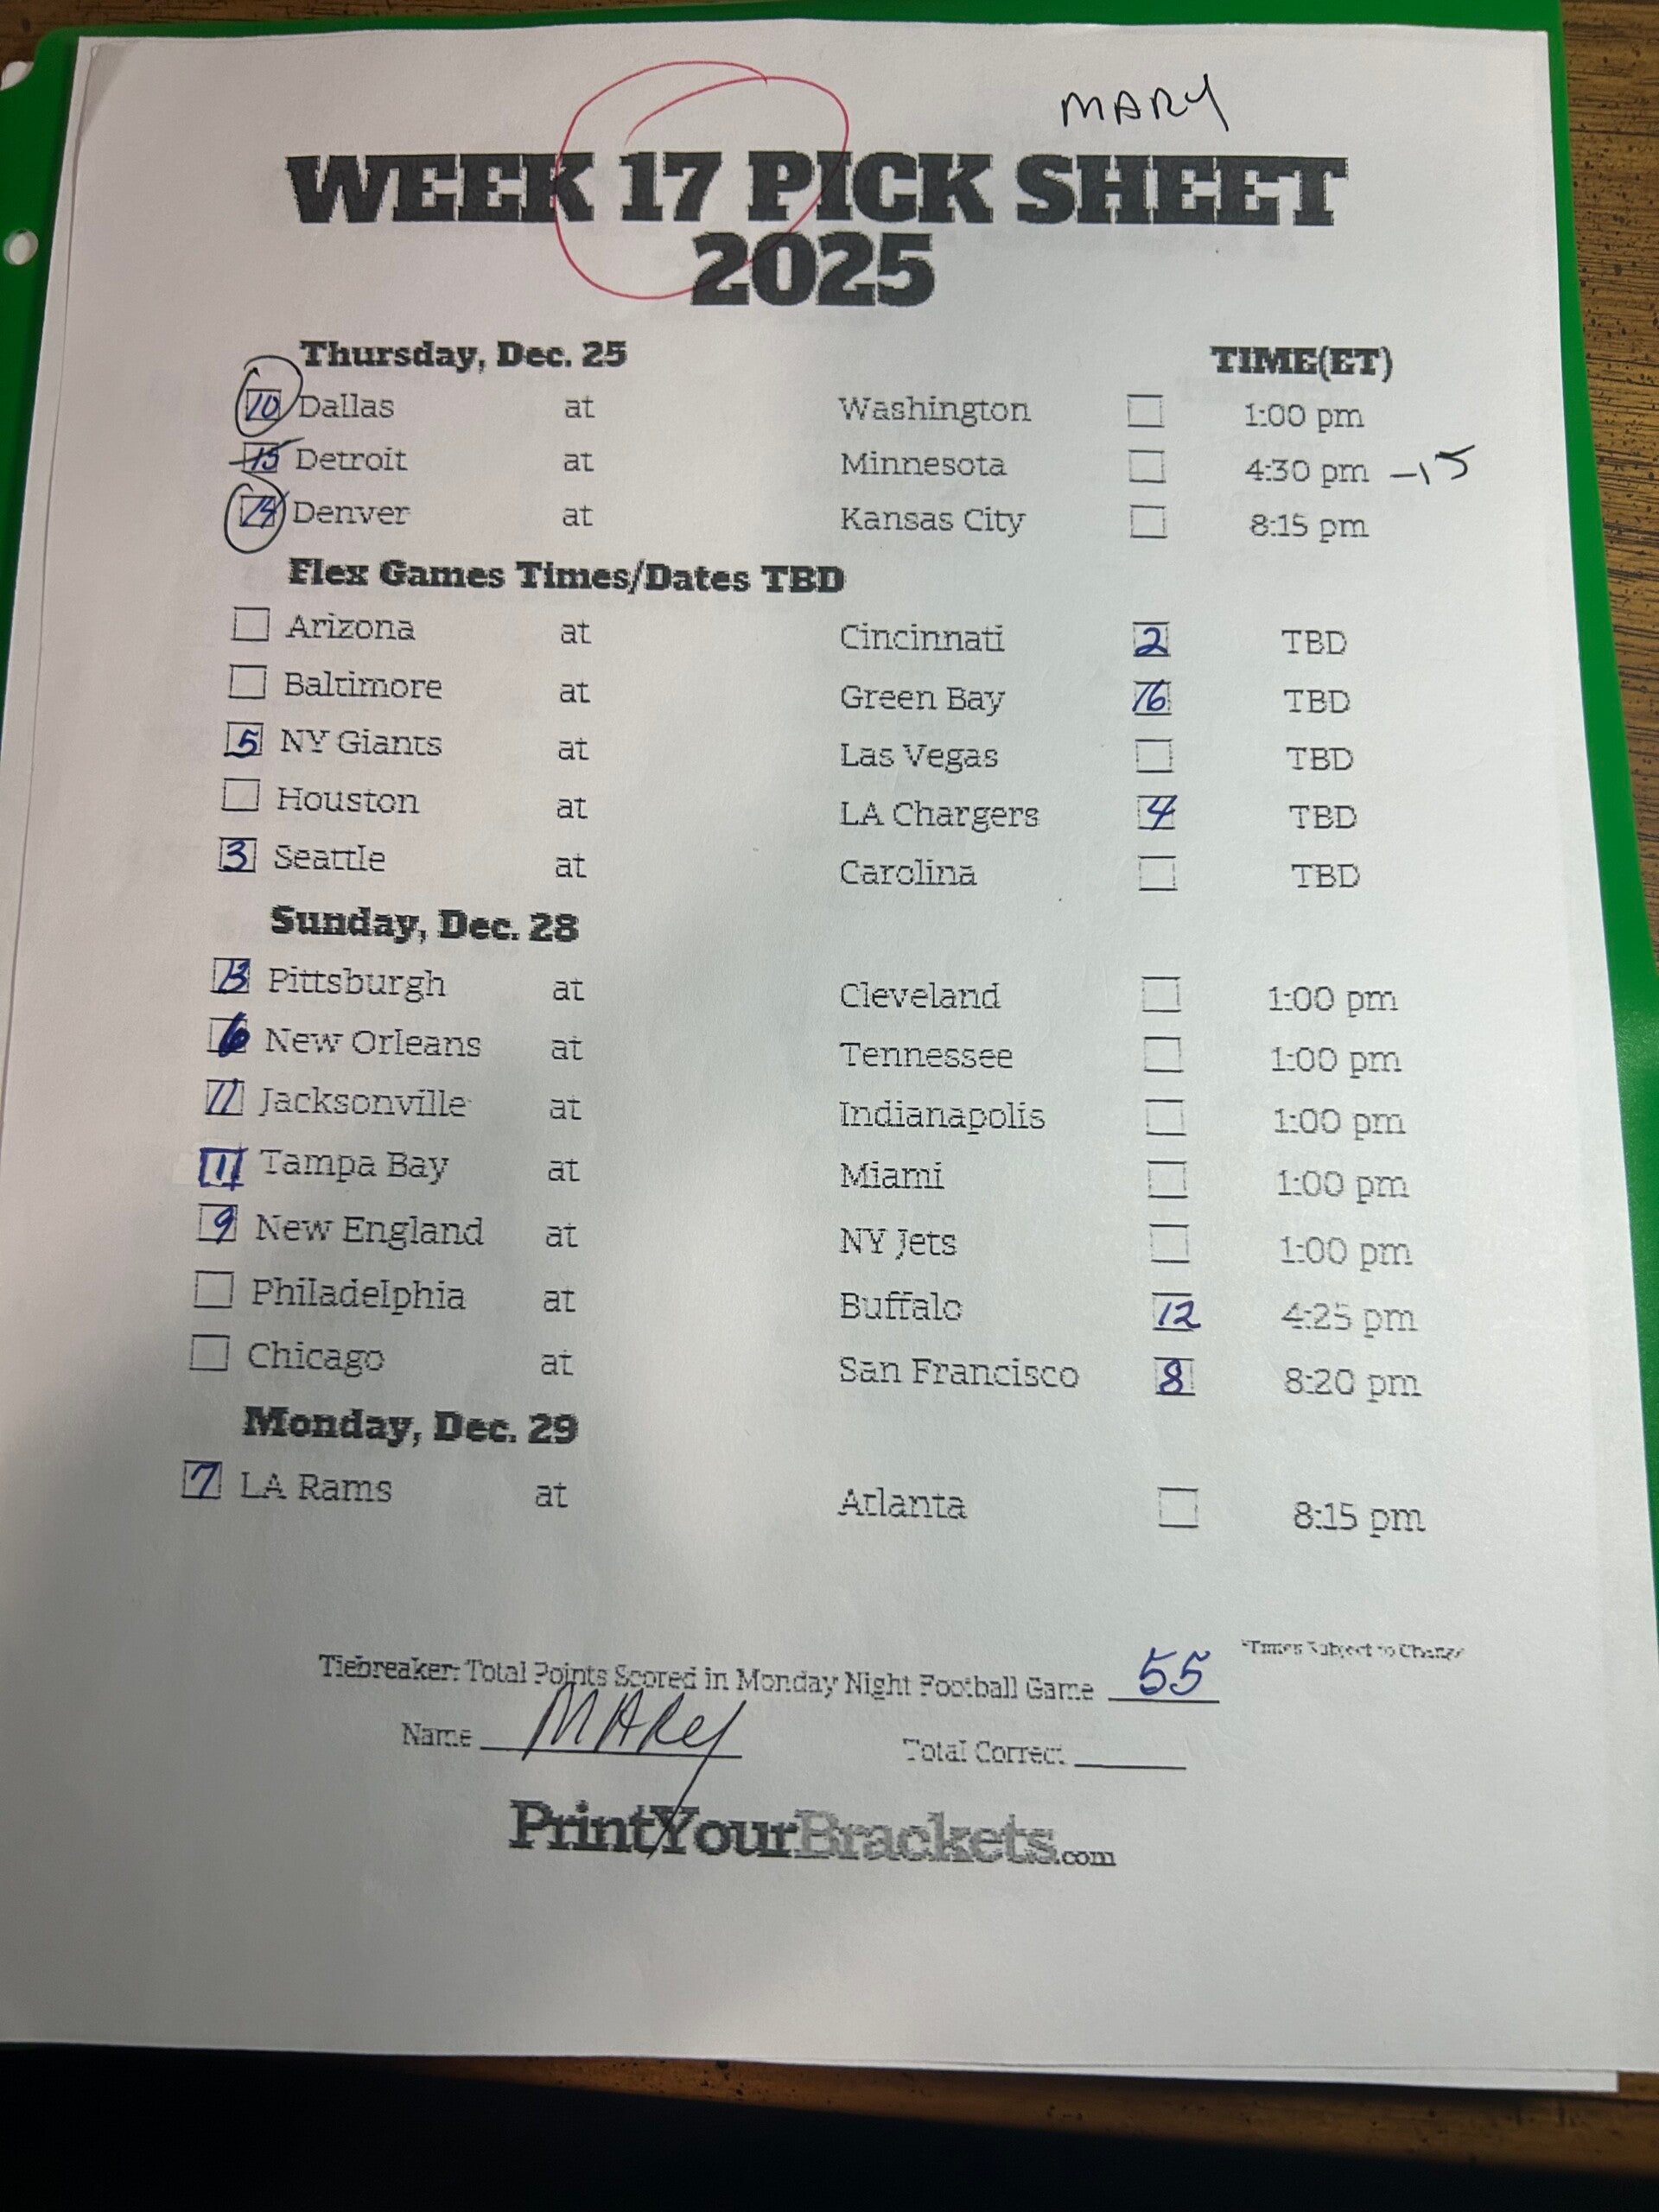 MARY
WEEK 17 PICK SHEET
2025
Thursday, Dec. 25 TIME(ET)
10 Dallas at Washington 1:00 pm
15 Detroit at Minnesota 4:30 pm -15
14 Denver at Kansas City 8:15 pm
Flex Games Times/Dates TBD
Arizona at Cincinnati 2 TBD
Baltimore at Green Bay 16 TBD
5 NY Giants at Las Vegas TBD
Houston at LA Chargers 4 TBD
3 Seattle at Carolina TBD
Sunday, Dec. 28
13 Pittsburgh at Cleveland 1:00 pm
6 New Orleans at Tennessee 1:00 pm
11 Jacksonville at Indianapolis 1:00 pm
1 Tampa Bay at Miami 1:00 pm
9 New England at NY Jets 1:00 pm
Philadelphia at Buffalo 12 4:25 pm
Chicago at San Francisco 8 8:20 pm
Monday, Dec. 29
7 LA Rams at Atlanta 8:15 pm
*Times Subject to Change
Tiebreaker: Total Points Scored in Monday Night Football Game 55
Name MARY Total Correct
PrintYourBrackets.com